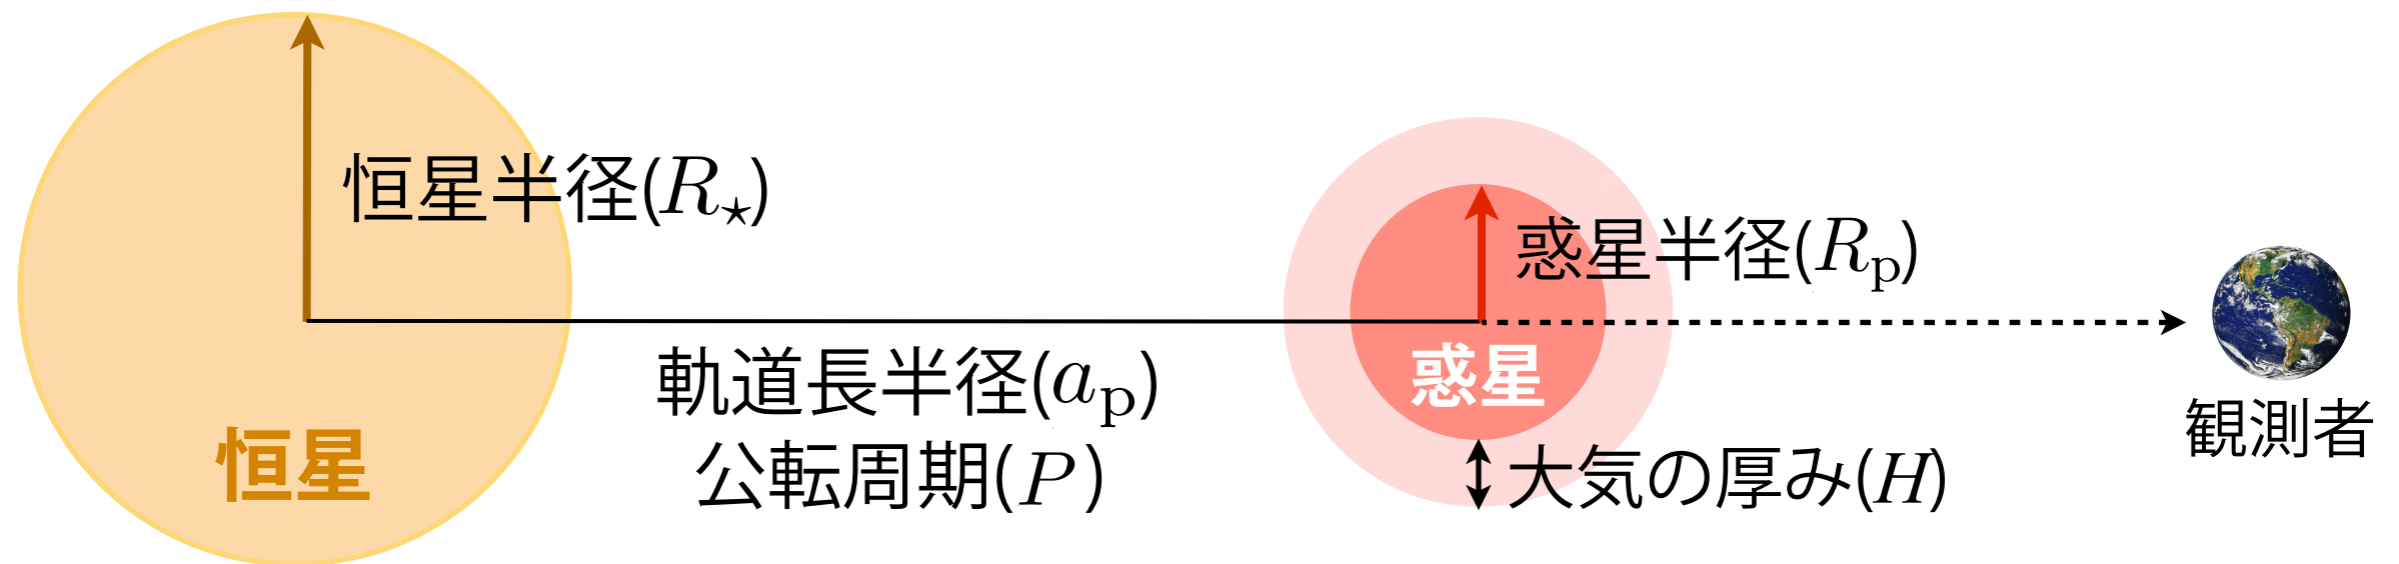 恒星半径(R⋆)
惑星半径(Rp)
軌道長半径(ap)
惑星
観測者
恒星
公転周期(P)
大気の厚み(H)